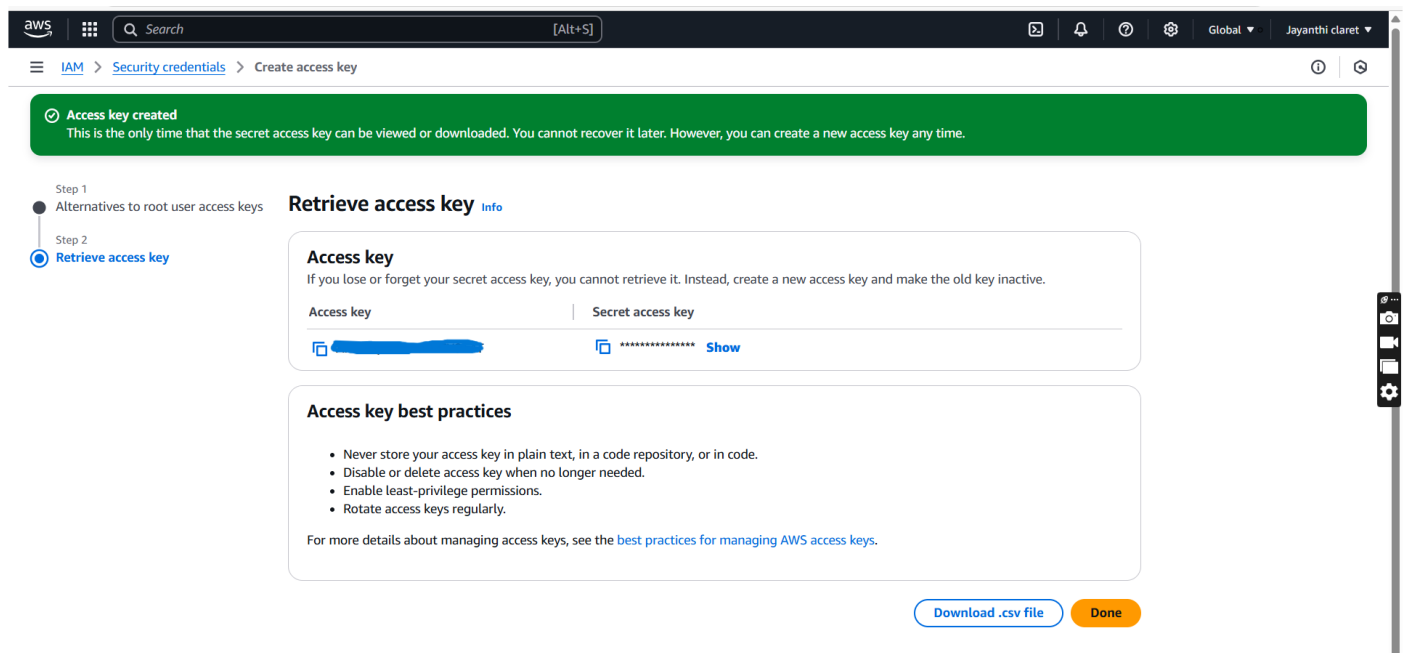 aws
Search [Alt+S]
Global ▼
Jayanthi claret ▼
IAM > Security credentials > Create access key
Access key created
This is the only time that the secret access key can be viewed or downloaded. You cannot recover it later. However, you can create a new access key any time.
Step 1
Alternatives to root user access keys
Step 2
Retrieve access key
Retrieve access key Info
Access key
If you lose or forget your secret access key, you cannot retrieve it. Instead, create a new access key and make the old key inactive.
Access key Secret access key
*************** Show
Access key best practices
• Never store your access key in plain text, in a code repository, or in code.
• Disable or delete access key when no longer needed.
• Enable least-privilege permissions.
• Rotate access keys regularly.
For more details about managing access keys, see the best practices for managing AWS access keys.
Download .csv file
Done